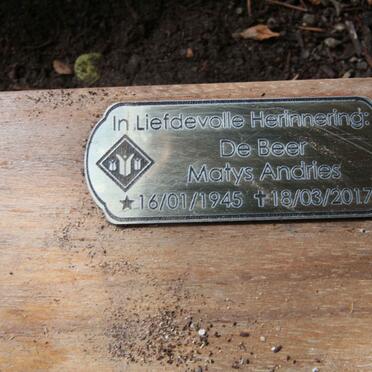 In Liefdevolle Herinnering:
De Beer
Matys Andries
★16/01/1945 ✝18/03/2017